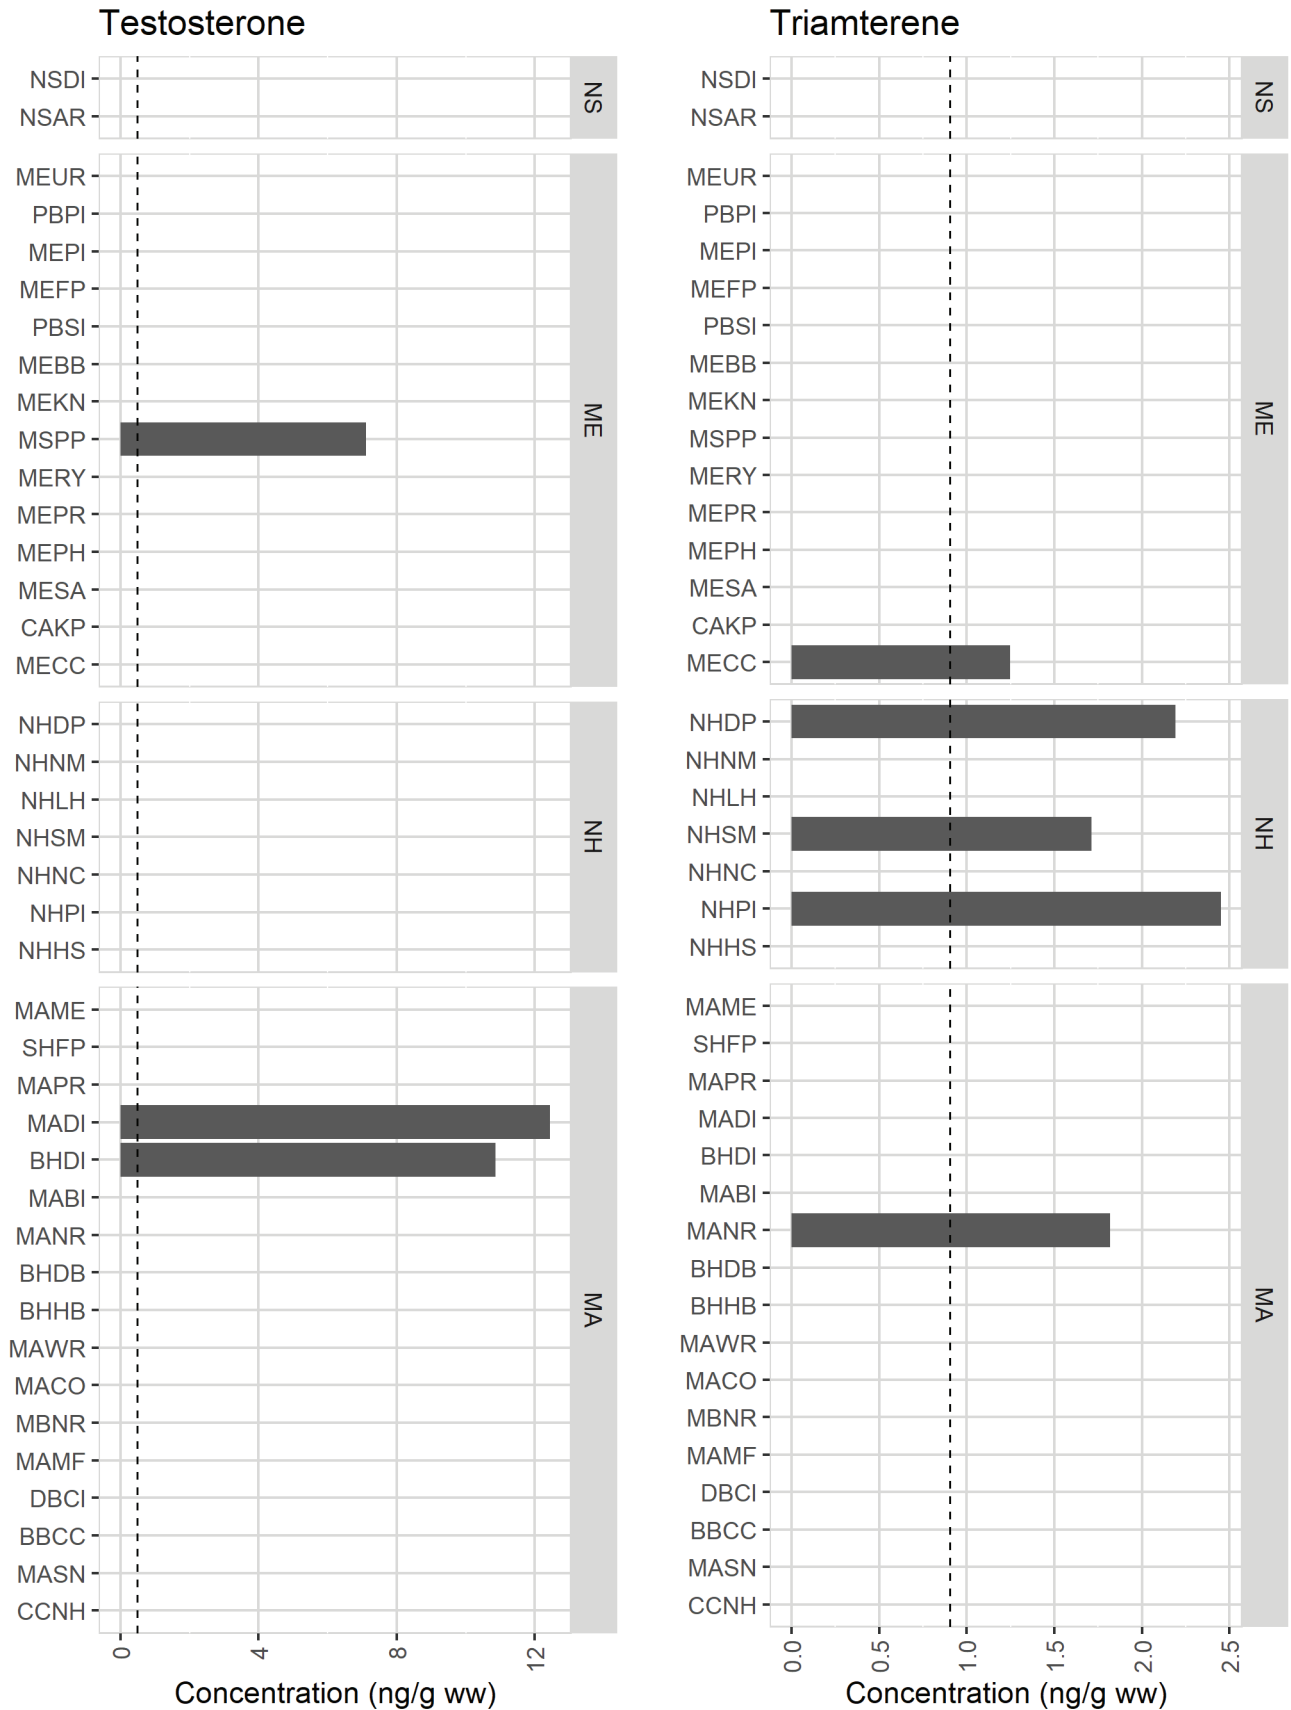 Testosterone
NSDI
NSAR
NS
MEUR
PBPI
MEPI
MEFP
PBSI
MEBB
MEKN
MSPP
MERY
MEPR
MEPH
MESA
CAKP
MECC
ME
NHDP
NHNM
NHLH
NHSM
NHNC
NHPI
NHHS
NH
MAME
SHFP
MAPR
MADI
BHDI
MABI
MANR
BHDB
BHHB
MAWR
MACO
MBNR
MAMF
DBCI
BBCC
MASN
CCNH
MA
0 4 8 12
Concentration (ng/g ww)
Triamterene
NSDI
NSAR
NS
MEUR
PBPI
MEPI
MEFP
PBSI
MEBB
MEKN
MSPP
MERY
MEPR
MEPH
MESA
CAKP
MECC
ME
NHDP
NHNM
NHLH
NHSM
NHNC
NHPI
NHHS
NH
MAME
SHFP
MAPR
MADI
BHDI
MABI
MANR
BHDB
BHHB
MAWR
MACO
MBNR
MAMF
DBCI
BBCC
MASN
CCNH
MA
0.0 0.5 1.0 1.5 2.0 2.5
Concentration (ng/g ww)